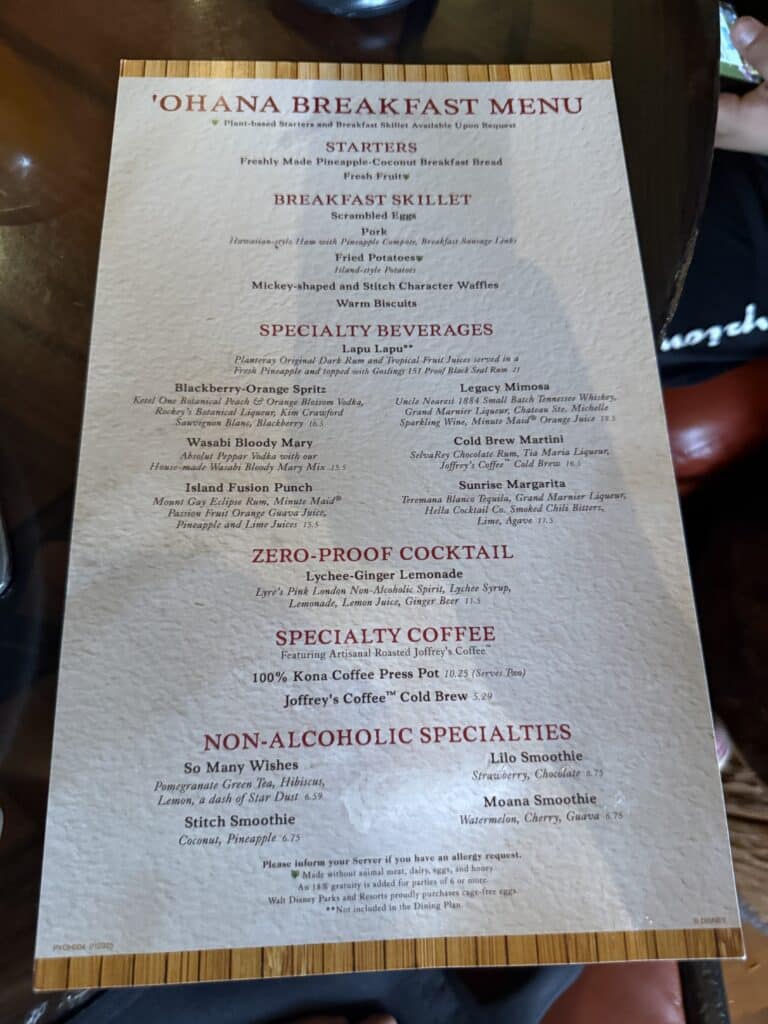 'OHANA BREAKFAST MENU
Plant-based Starters and Breakfast Skillet Available Upon Request
STARTERS
Freshly Made Pineapple-Coconut Breakfast Bread
Fresh Fruit
BREAKFAST SKILLET
Scrambled Eggs
Pork
Hawaiian-style Ham with Pineapple Compote, Breakfast Sausage Links
Fried Potatoes
Island-style Potatoes
Mickey-shaped and Stitch Character Waffles
Warm Biscuits
SPECIALTY BEVERAGES
Lapu Lapu**
Planteray Original Dark Rum and Tropical Fruit Juices served in a
Fresh Pineapple and topped with Goslings 151 Proof Black Seal Rum 21
Blackberry-Orange Spritz
Ketel One Botanical Peach & Orange Blossom Vodka,
Rockey's Botanical Liqueur, Kim Crawford
Sauvignon Blanc, Blackberry 16.5
Wasabi Bloody Mary
Absolut Peppar Vodka with our
House-made Wasabi Bloody Mary Mix 15.5
Island Fusion Punch
Mount Gay Eclipse Rum, Minute Maid®
Passion Fruit Orange Guava Juice,
Pineapple and Lime Juices 15.5
Legacy Mimosa
Uncle Nearest 1884 Small Batch Tennessee Whiskey,
Grand Marnier Liqueur, Chateau Ste. Michelle
Sparkling Wine, Minute Maid® Orange Juice
Cold Brew Martini
SelvaRey Chocolate Rum, Tia Maria Liqueur,
Joffrey's Coffee™ Cold Brew 16.5
Sunrise Margarita
Teremana Blanco Tequila, Grand Marnier Liqueur,
Hella Cocktail Co. Smoked Chili Bitters,
Lime, Agave 17.5
ZERO-PROOF COCKTAIL
Lychee-Ginger Lemonade
Lyre's Pink London Non-Alcoholic Spirit, Lychee Syrup,
Lemonade, Lemon Juice, Ginger Beer 11.5
SPECIALTY COFFEE
Featuring Artisanal Roasted Joffrey's Coffee™
100% Kona Coffee Press Pot 10.25 (Serves Two)
Joffrey's Coffee™ Cold Brew 5.29
NON-ALCOHOLIC SPECIALTIES
So Many Wishes
Pomegranate Green Tea, Hibiscus,
Lemon, a dash of Star Dust 6.59
Stitch Smoothie
Coconut, Pineapple 6.75
Lilo Smoothie
Strawberry, Chocolate 6.75
Moana Smoothie
Watermelon, Cherry, Guava 6.75
Please inform your Server if you have an allergy request.
Made without animal meat, dairy, eggs, and honey
An 18% gratuity is added for parties of 6 or more.
Walt Disney Parks and Resorts proudly purchases cage-free eggs.
**Not included in the Dining Plan
© DISNEY